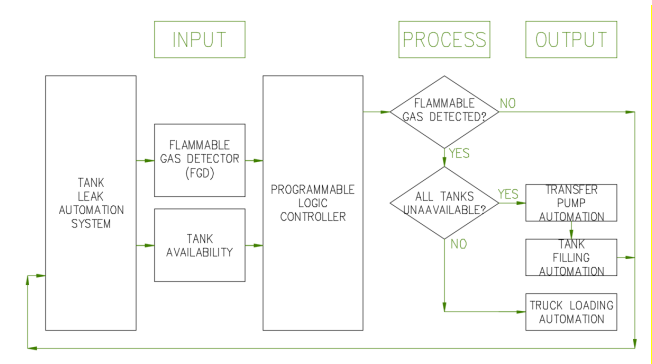 INPUT
PROCESS
OUTPUT
TANK
LEAK
AUTOMATION
SYSTEM
FLAMMABLE
GAS DETECTOR
(FGD)
TANK
AVAILABILITY
PROGRAMMABLE
LOGIC
CONTROLLER
FLAMMABLE
GAS DETECTED?
NO
YES
ALL TANKS
UNAAVAILABLE?
YES
NO
TRANSFER
PUMP
AUTOMATION
TANK
FILLING
AUTOMATION
TRUCK LOADING
AUTOMATION